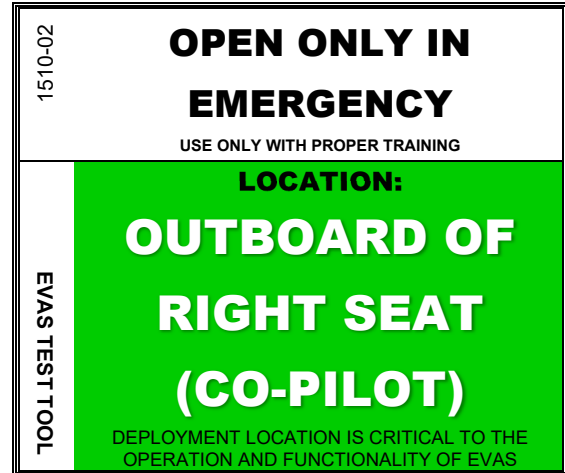 1510-02
OPEN ONLY IN
EMERGENCY
USE ONLY WITH PROPER TRAINING
EVAS TEST TOOL
LOCATION:
OUTBOARD OF
RIGHT SEAT
(CO-PILOT)
DEPLOYMENT LOCATION IS CRITICAL TO THE
OPERATION AND FUNCTIONALITY OF EVAS